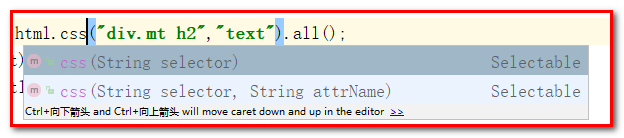 html.css("div.mt h2","text").all();
t)
m css(String selector) Selectable
tl
m css(String selector, String attrName) Selectable
Ctrl+向下箭头 and Ctrl+向上箭头 will move caret down and up in the editor >>